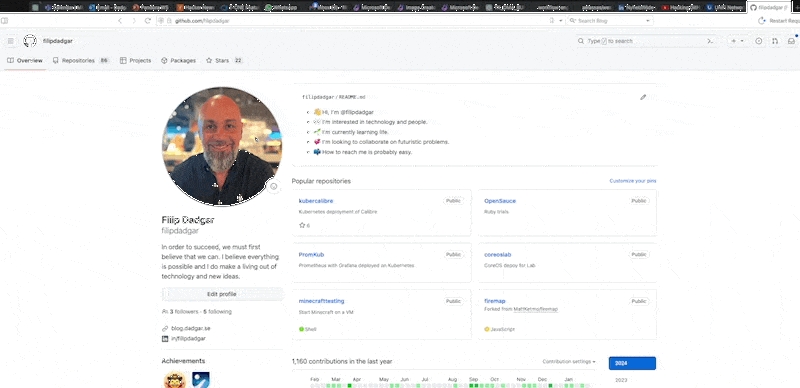 github.com/filipdadgar
Search Bing
Restart Requ
filipdadgar
Type / to search
Overview
Repositories 86
Projects
Packages
Stars 22
filipdadgar/README.md
👋 Hi, I'm @filipdadgar
👀 I'm interested in technology and people.
🌱 I'm currently learning life.
💞️ I'm looking to collaborate on futuristic problems.
📫 How to reach me is probably easy.
Popular repositories
Customize your pins
kubercalibre
Public
Kubernetes deployment of Calibre
6
OpenSauce
Public
Ruby trials
PromKub
Public
Prometheus with Grafana deployed on Kubernetes
coreoslab
Public
CoreOS deploy for Lab
minecrafttesting
Public
Start Minecraft on a VM
Shell
firemap
Public
Forked from MattKetmo/firemap
JavaScript
Filip Dadgar
filipdadgar
In order to succeed, we must first
believe that we can. I believe everything
is possible and I do make a living out of
technology and new ideas.
Edit profile
3 followers · 6 following
blog.dadgar.se
in/filipdadgar
Achievements
1,160 contributions in the last year
Contribution settings
2024
2023
Feb Mar Apr May Jun Jul Aug Sep Oct Nov Dec Jan